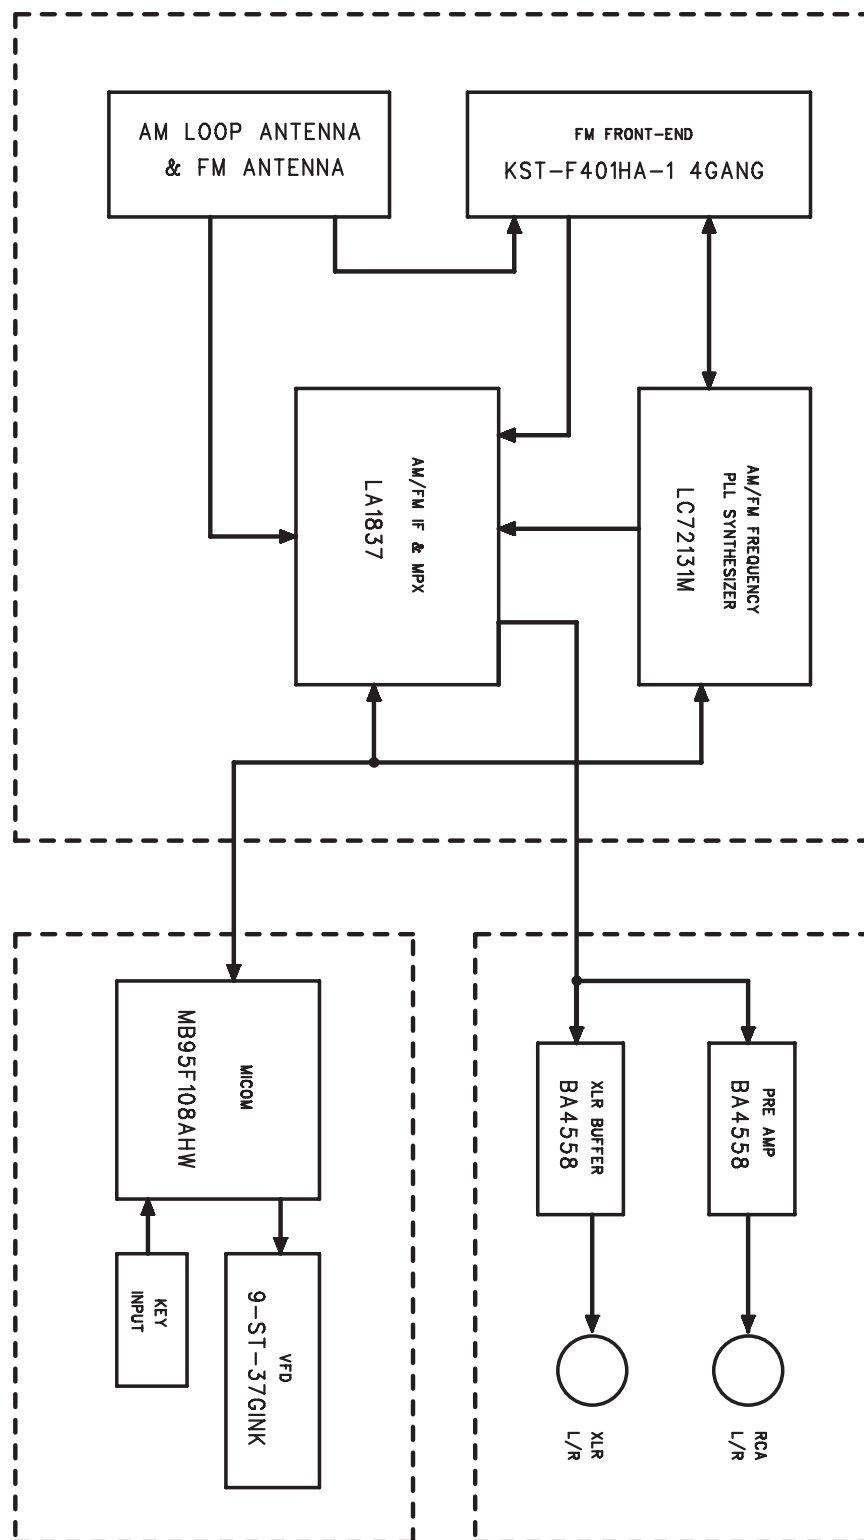 AM LOOP ANTENNA
& FM ANTENNA
FM FRONT-END
KST-F401HA-1 4GANG
AM/FM IF & MPX
LA1837
AM/FM FREQUENCY
PLL SYNTHESIZER
LC72131M
MICOM
MB95F108AHW
XLR BUFFER
BA4558
PRE AMP
BA4558
KEY
INPUT
VFD
9-ST-37GINK
XLR
L/R
RCA
L/R